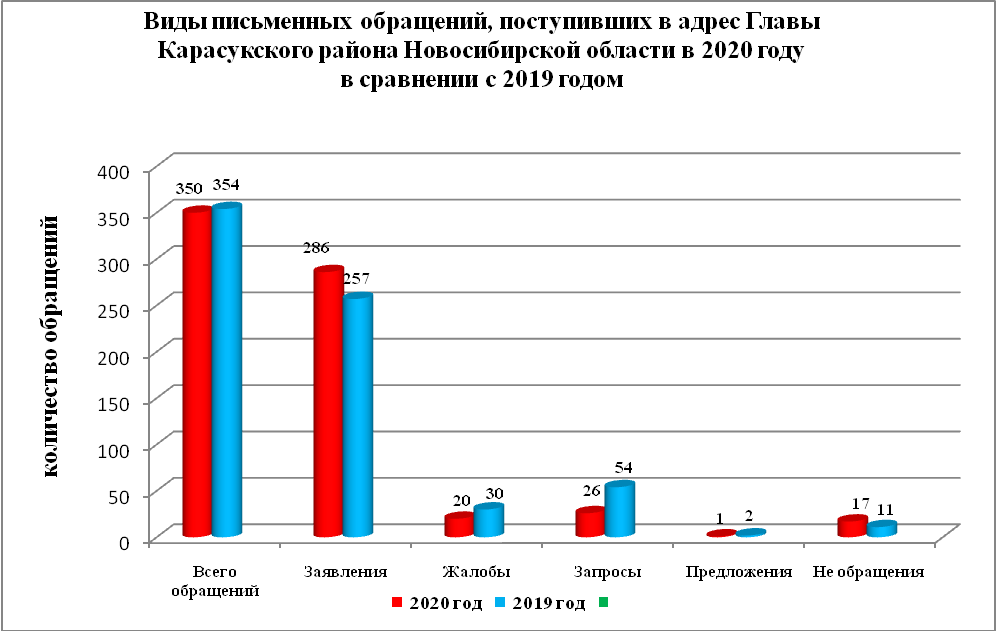 Виды письменных обращений, поступивших в адрес Главы
Карасукского района Новосибирской области в 2020 году
в сравнении с 2019 годом
количество обращений
400
350
300
250
200
150
100
50
0
350 354
286 257
20 30
26 54
1 2
17 11
Всего обращений
Заявления
Жалобы
Запросы
Предложения
Не обращения
2020 год 2019 год